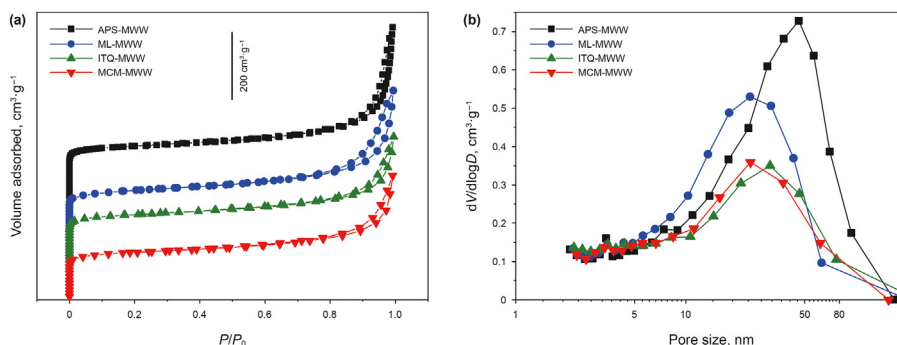 (a)
APS-MWW
ML-MWW
ITQ-MWW
MCM-MWW
200 cm³·g⁻¹
Volume adsorbed, cm³·g⁻¹
0 0.2 0.4 0.6 0.8 1.0
P/P₀
(b)
APS-MWW
ML-MWW
ITQ-MWW
MCM-MWW
dV/dlogD, cm³·g⁻¹
0.7
0.6
0.5
0.4
0.3
0.2
0.1
0
1 5 10 50 80
Pore size, nm